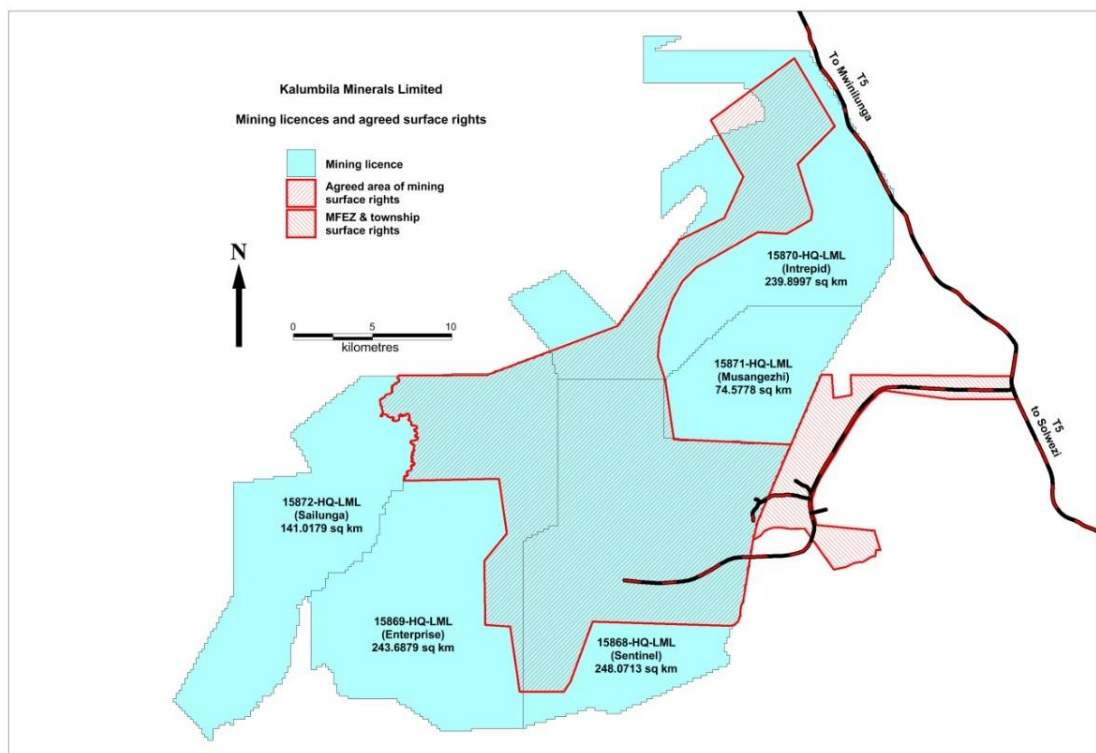 Kalumbila Minerals Limited
Mining licences and agreed surface rights
Mining licence
Agreed area of mining
surface rights
MFEZ & township
surface rights
N
0 5 10
kilometres
T5
To Mwinilunga
15870-HQ-LML
(Intrepid)
239.8997 sq km
15871-HQ-LML
(Musangezhi)
74.5778 sq km
T5
to Solwezi
15872-HQ-LML
(Sailunga)
141.0179 sq km
15869-HQ-LML
(Enterprise)
243.6879 sq km
15868-HQ-LML
(Sentinel)
248.0713 sq km